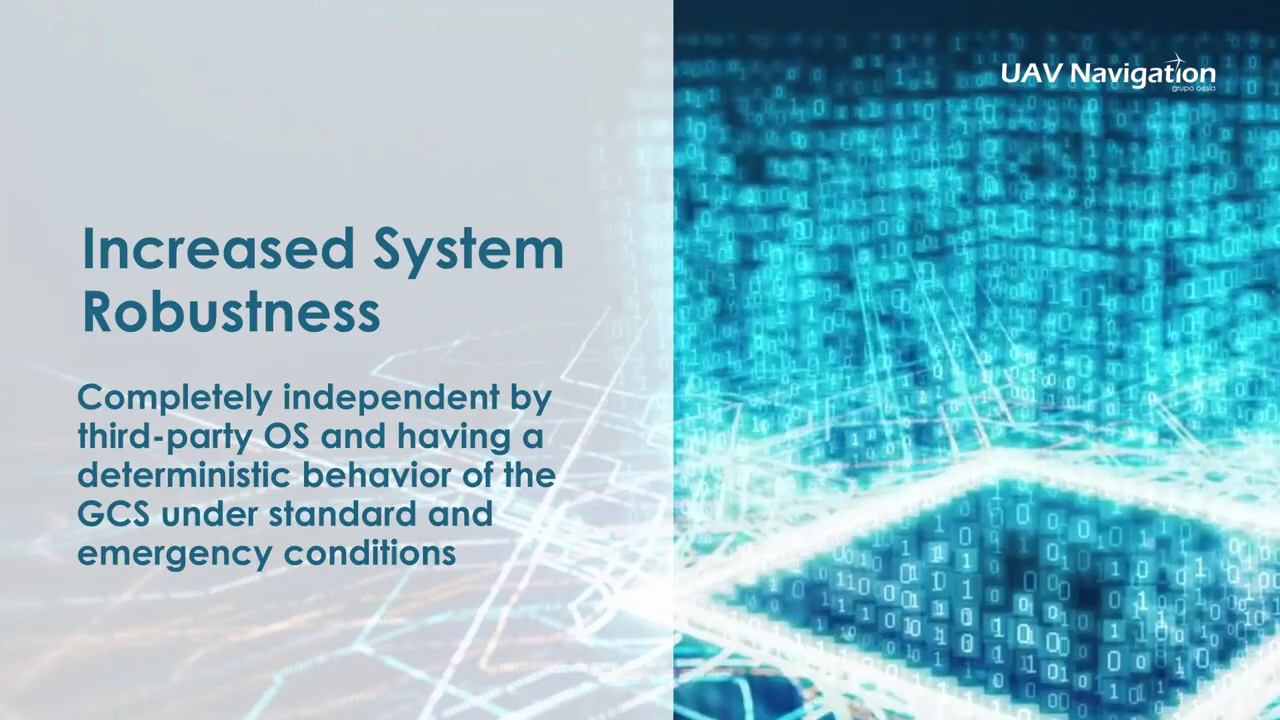 UAV Navigation
grupo oesía
Increased System
Robustness
Completely independent by
third-party OS and having a
deterministic behavior of the
GCS under standard and
emergency conditions